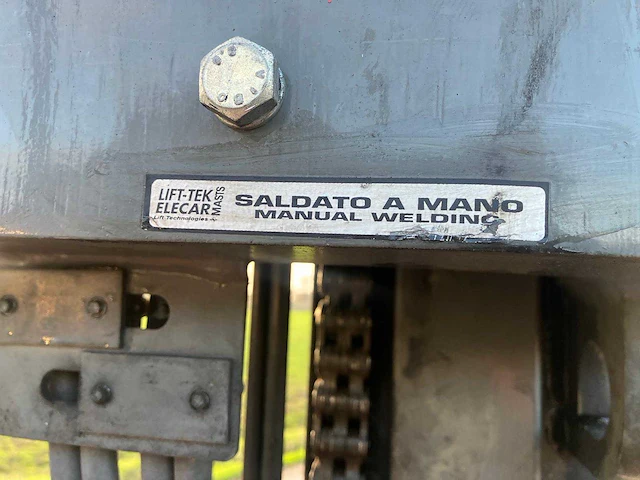 LIFT-TEK
ELECAR
MASTS
Lift Technologies
SALDATO A MANO
MANUAL WELDING